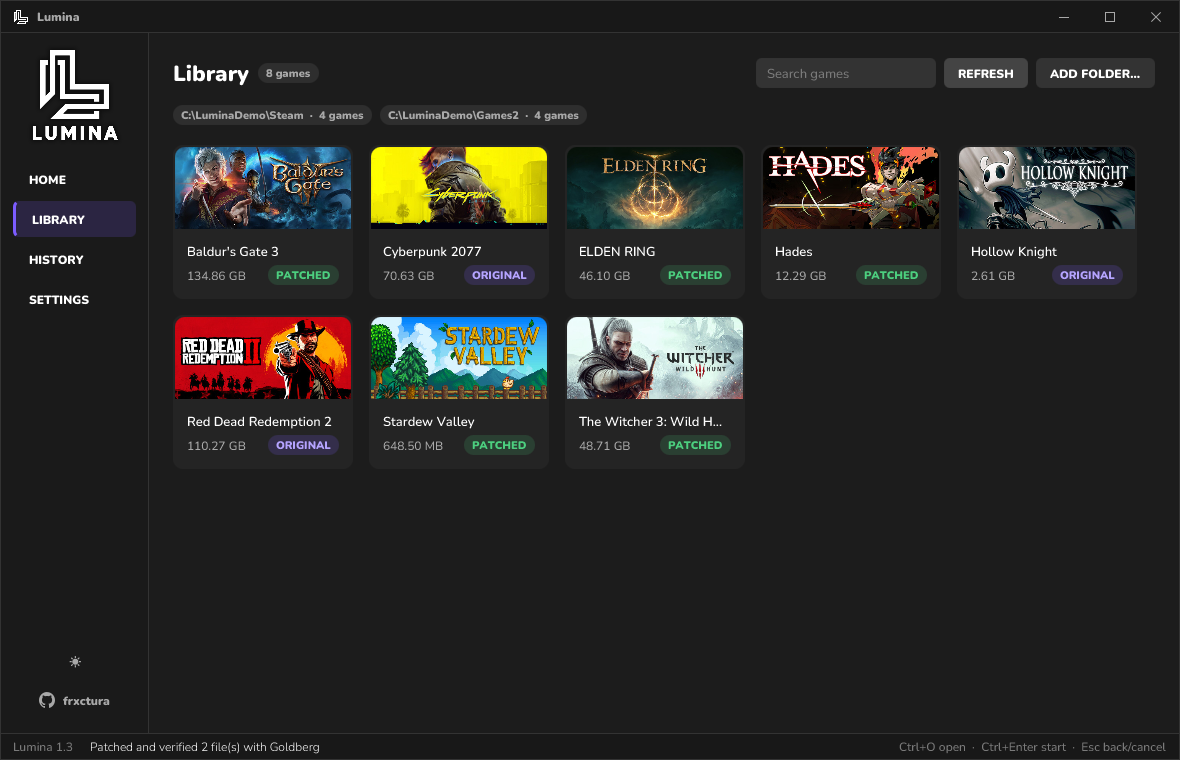 Lumina
LUMINA
HOME
LIBRARY
HISTORY
SETTINGS
frxctura
Library
8 games
Search games
REFRESH
ADD FOLDER...
C:\LuminaDemo\Steam · 4 games
C:\LuminaDemo\Games2 · 4 games
BALDUR'S GATE
Baldur's Gate 3
134.86 GB
PATCHED
CYBERPUNK
Cyberpunk 2077
70.63 GB
ORIGINAL
ELDEN RING
ELDEN RING
46.10 GB
PATCHED
HADES
Hades
12.29 GB
PATCHED
HOLLOW KNIGHT
Hollow Knight
2.61 GB
ORIGINAL
RED DEAD
REDEMPTION II
Red Dead Redemption 2
110.27 GB
ORIGINAL
STARDEW
VALLEY
Stardew Valley
648.50 MB
PATCHED
THE
WITCHER
WILD HUNT
The Witcher 3: Wild H...
48.71 GB
PATCHED
Lumina 1.3
Patched and verified 2 file(s) with Goldberg
Ctrl+O open · Ctrl+Enter start · Esc back/cancel